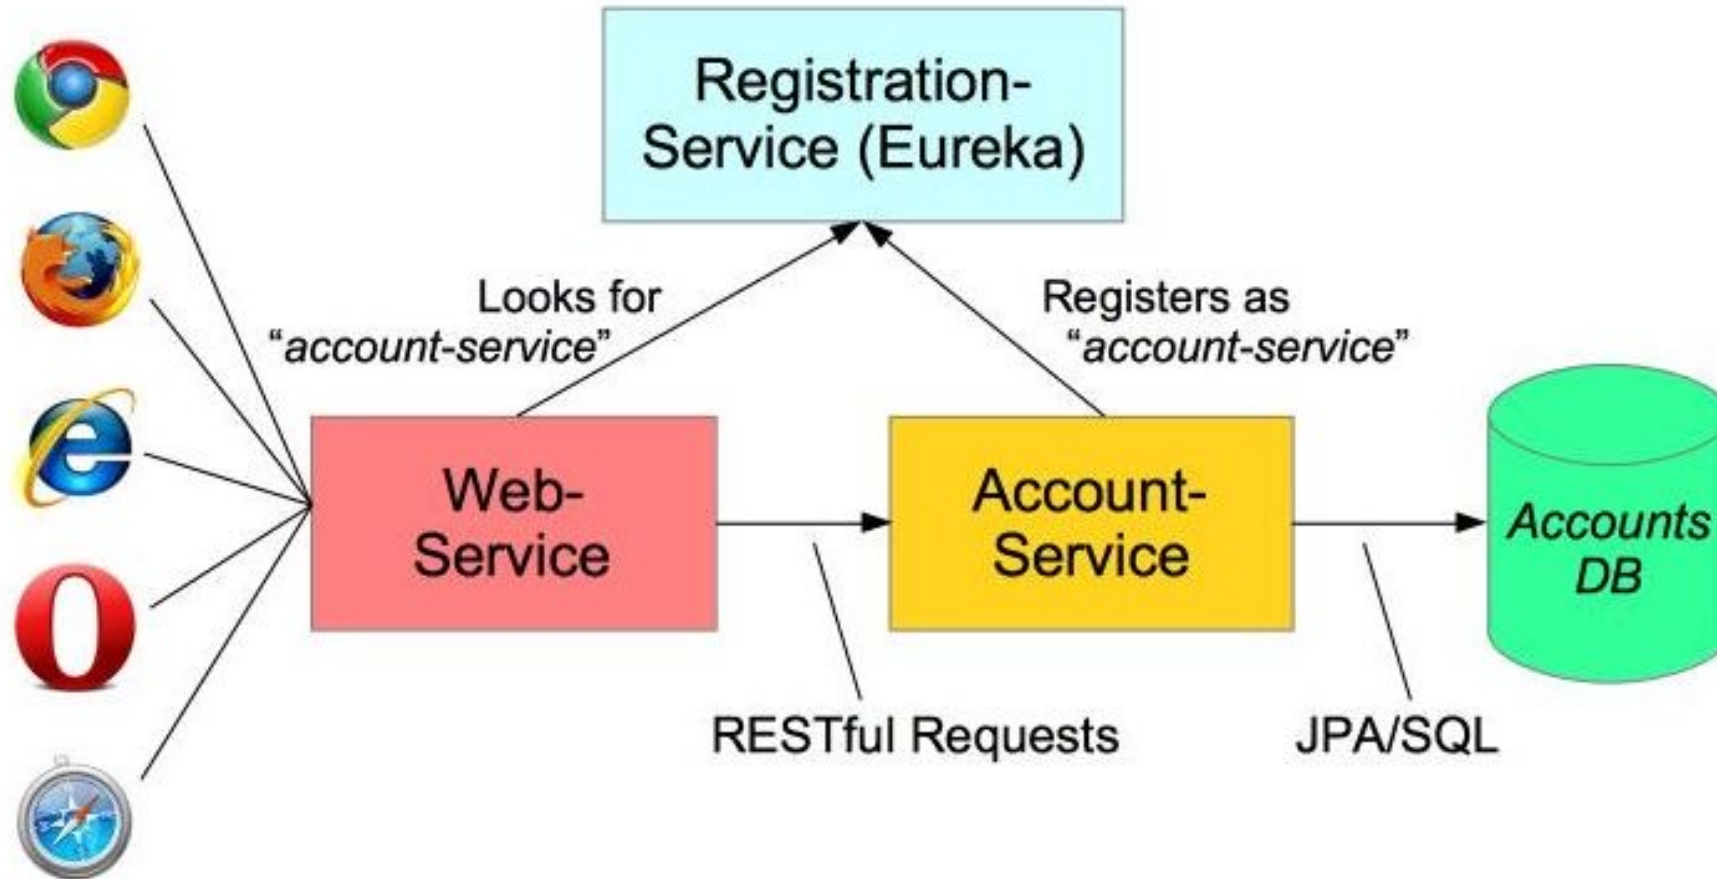 Registration-
Service (Eureka)
Looks for
“account-service”
Registers as
“account-service”
Web-
Service
Account-
Service
Accounts
DB
RESTful Requests
JPA/SQL